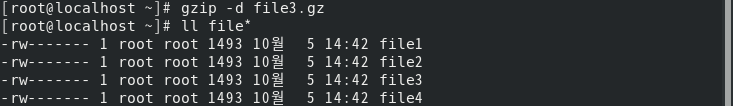 [root@localhost ~]# gzip -d file3.gz
[root@localhost ~]# ll file*
-rw------- 1 root root 1493 10월  5 14:42 file1
-rw------- 1 root root 1493 10월  5 14:42 file2
-rw------- 1 root root 1493 10월  5 14:42 file3
-rw------- 1 root root 1493 10월  5 14:42 file4